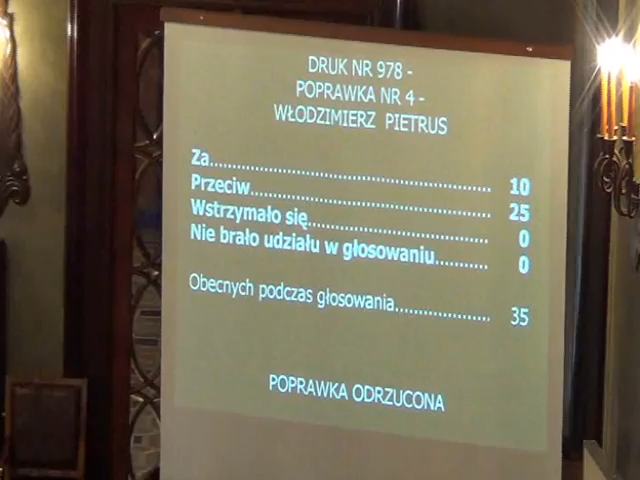 DRUK NR 978 -
POPRAWKA NR 4 -
WŁODZIMIERZ PIETRUS
Za.................................................... 10
Przeciw............................................. 25
Wstrzymało się.................................. 0
Nie brało udziału w głosowaniu.......... 0
Obecnych podczas głosowania................... 35
POPRAWKA ODRZUCONA